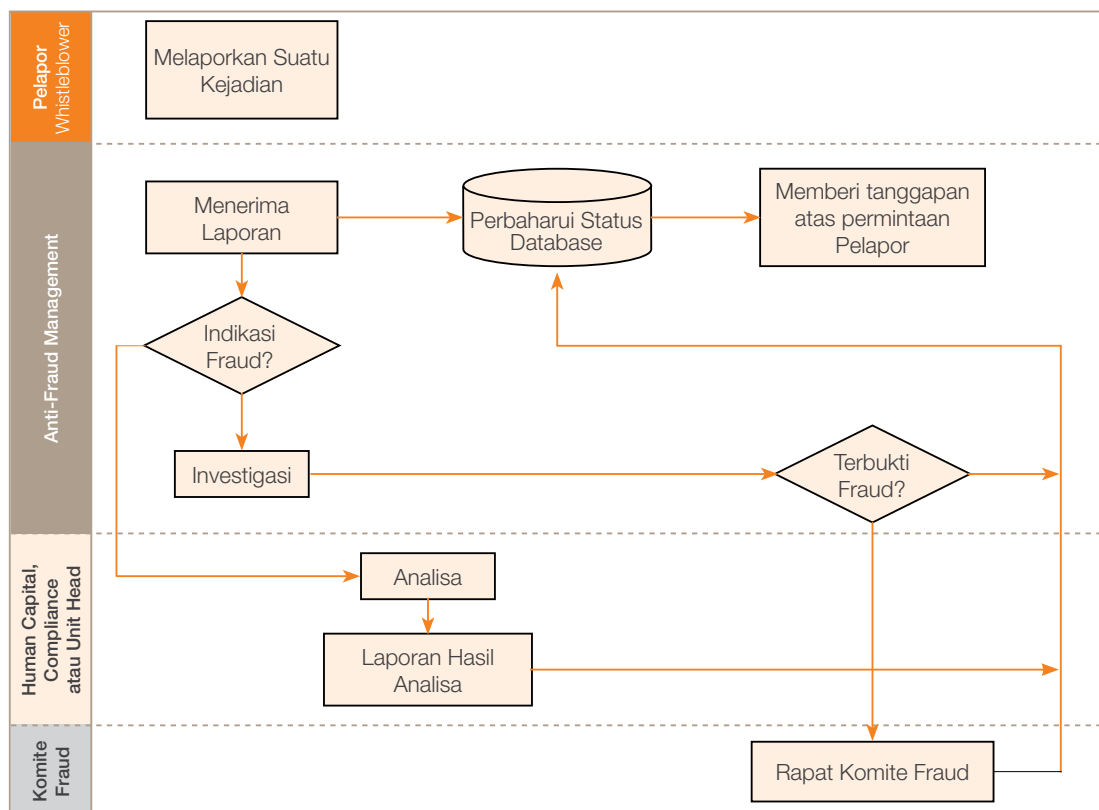 Pelapor
Whistleblower
Melaporkan Suatu
Kejadian
Anti-Fraud Management
Menerima
Laporan
Perbaharui Status
Database
Memberi tanggapan
atas permintaan
Pelapor
Indikasi
Fraud?
Investigasi
Terbukti
Fraud?
Human Capital,
Compliance
atau Unit Head
Analisa
Laporan Hasil
Analisa
Komite
Fraud
Rapat Komite Fraud